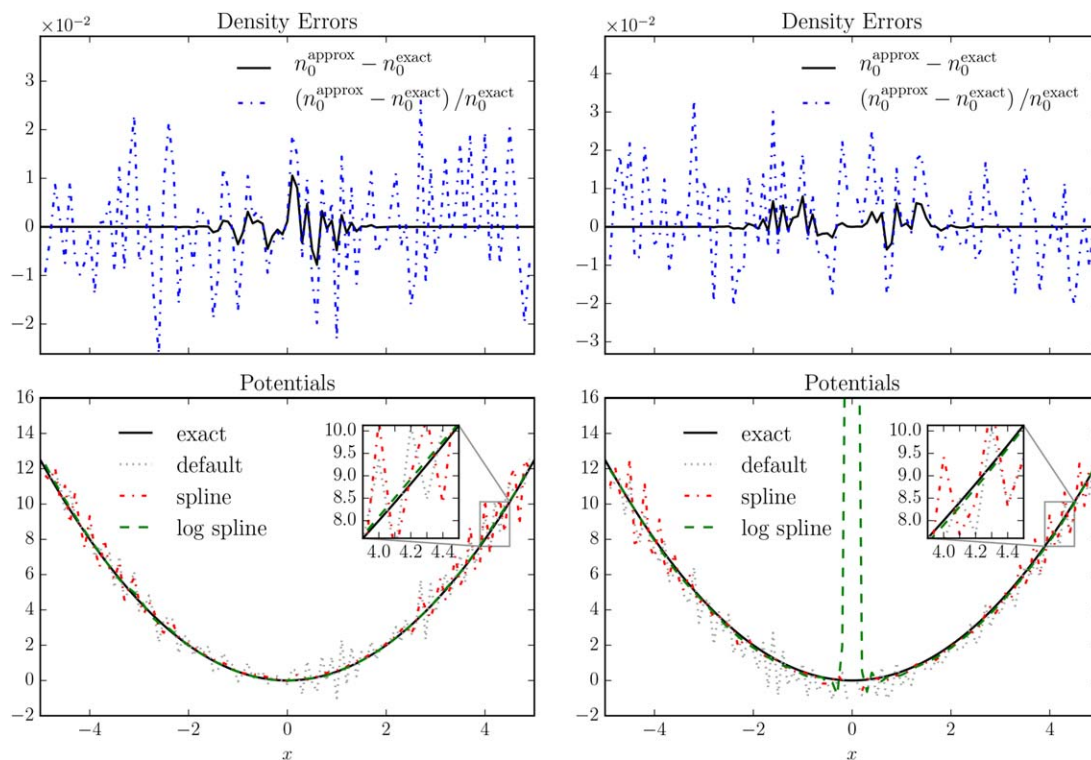 ×10⁻²
Density Errors
n₀^approx − n₀^exact
(n₀^approx − n₀^exact)/n₀^exact
3
2
1
0
−1
−2
×10⁻²
Density Errors
n₀^approx − n₀^exact
(n₀^approx − n₀^exact)/n₀^exact
4
3
2
1
0
−1
−2
−3
Potentials
exact
default
spline
log spline
16
14
12
10
8
6
4
2
0
−2
10.0
9.5
9.0
8.5
8.0
4.0 4.2 4.4
−4 −2 0 2 4
x
Potentials
exact
default
spline
log spline
16
14
12
10
8
6
4
2
0
−2
10.0
9.5
9.0
8.5
8.0
4.0 4.2 4.4
−4 −2 0 2 4
x